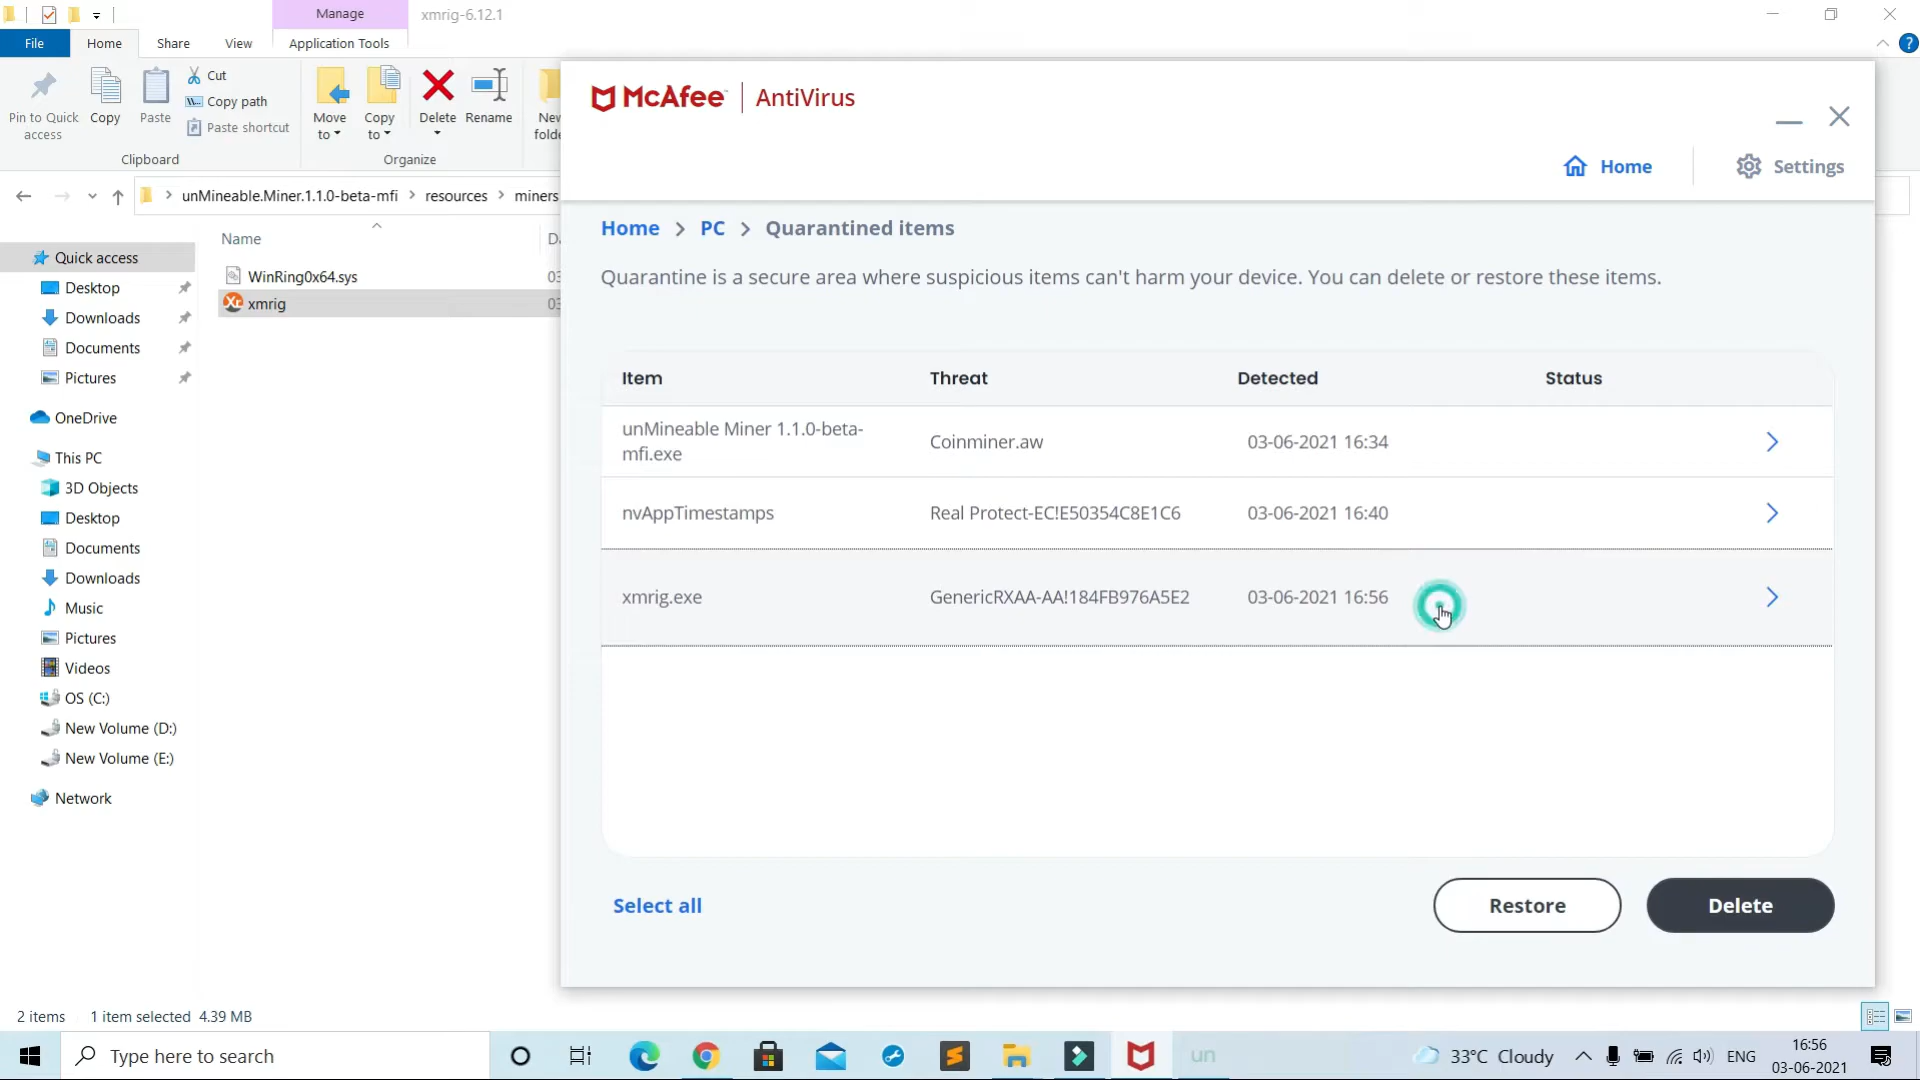 Manage
xmrig-6.12.1
File
Home
Share
View
Application Tools
Pin to Quick access
Copy
Paste
Cut
Copy path
Paste shortcut
Move to
Copy to
Delete
Rename
New
folde
Clipboard
Organize
unMineable.Miner.1.1.0-beta-mfi > resources > miners
Name
Quick access
Desktop
Downloads
Documents
Pictures
OneDrive
This PC
3D Objects
Desktop
Documents
Downloads
Music
Pictures
Videos
OS (C:)
New Volume (D:)
New Volume (E:)
Network
WinRing0x64.sys
03
xmrig
03
McAfee | AntiVirus
Home
Settings
Home > PC > Quarantined items
Quarantine is a secure area where suspicious items can't harm your device. You can delete or restore these items.
Item Threat Detected Status
unMineable Miner 1.1.0-beta-
mfi.exe
Coinminer.aw
03-06-2021 16:34
nvAppTimestamps Real Protect-EC!E50354C8E1C6 03-06-2021 16:40
xmrig.exe GenericRXAA-AA!184FB976A5E2 03-06-2021 16:56
Select all
Restore
Delete
2 items 1 item selected 4.39 MB
Type here to search
un
33°C Cloudy
ENG
16:56
03-06-2021